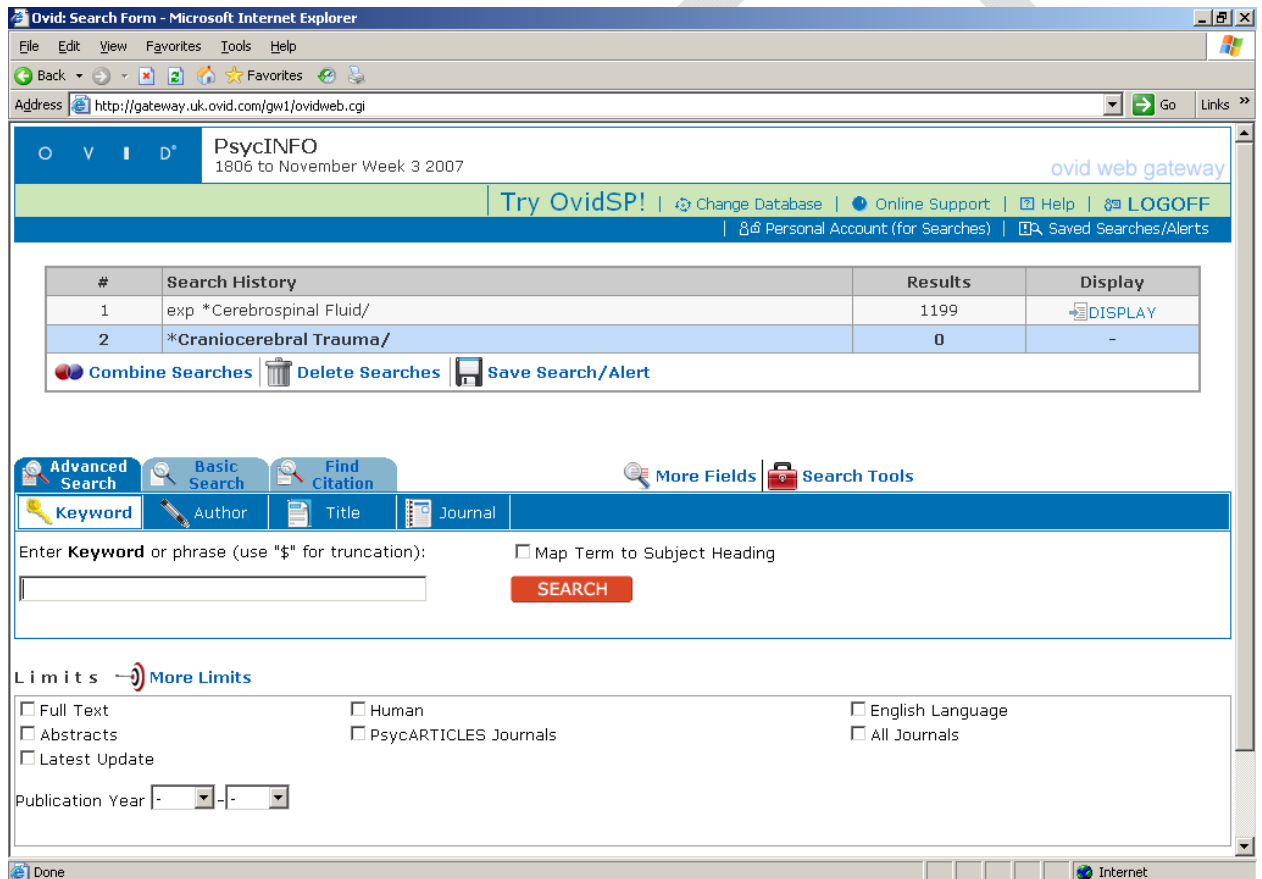 Ovid: Search Form - Microsoft Internet Explorer
File Edit View Favorites Tools Help
Back Favorites
Address http://gateway.uk.ovid.com/gw1/ovidweb.cgi Go Links »
O V I D® PsycINFO
1806 to November Week 3 2007
ovid web gateway
Try OvidSP! | Change Database | Online Support | Help | LOGOFF
| Personal Account (for Searches) | Saved Searches/Alerts
# Search History Results Display
1 exp *Cerebrospinal Fluid/ 1199 DISPLAY
2 *Craniocerebral Trauma/ 0 -
Combine Searches Delete Searches Save Search/Alert
Advanced Search Basic Search Find Citation More Fields Search Tools
Keyword Author Title Journal
Enter Keyword or phrase (use "$" for truncation): Map Term to Subject Heading
SEARCH
Limits More Limits
Full Text Human English Language
Abstracts PsycARTICLES Journals All Journals
Latest Update
Publication Year - - -
Done Internet